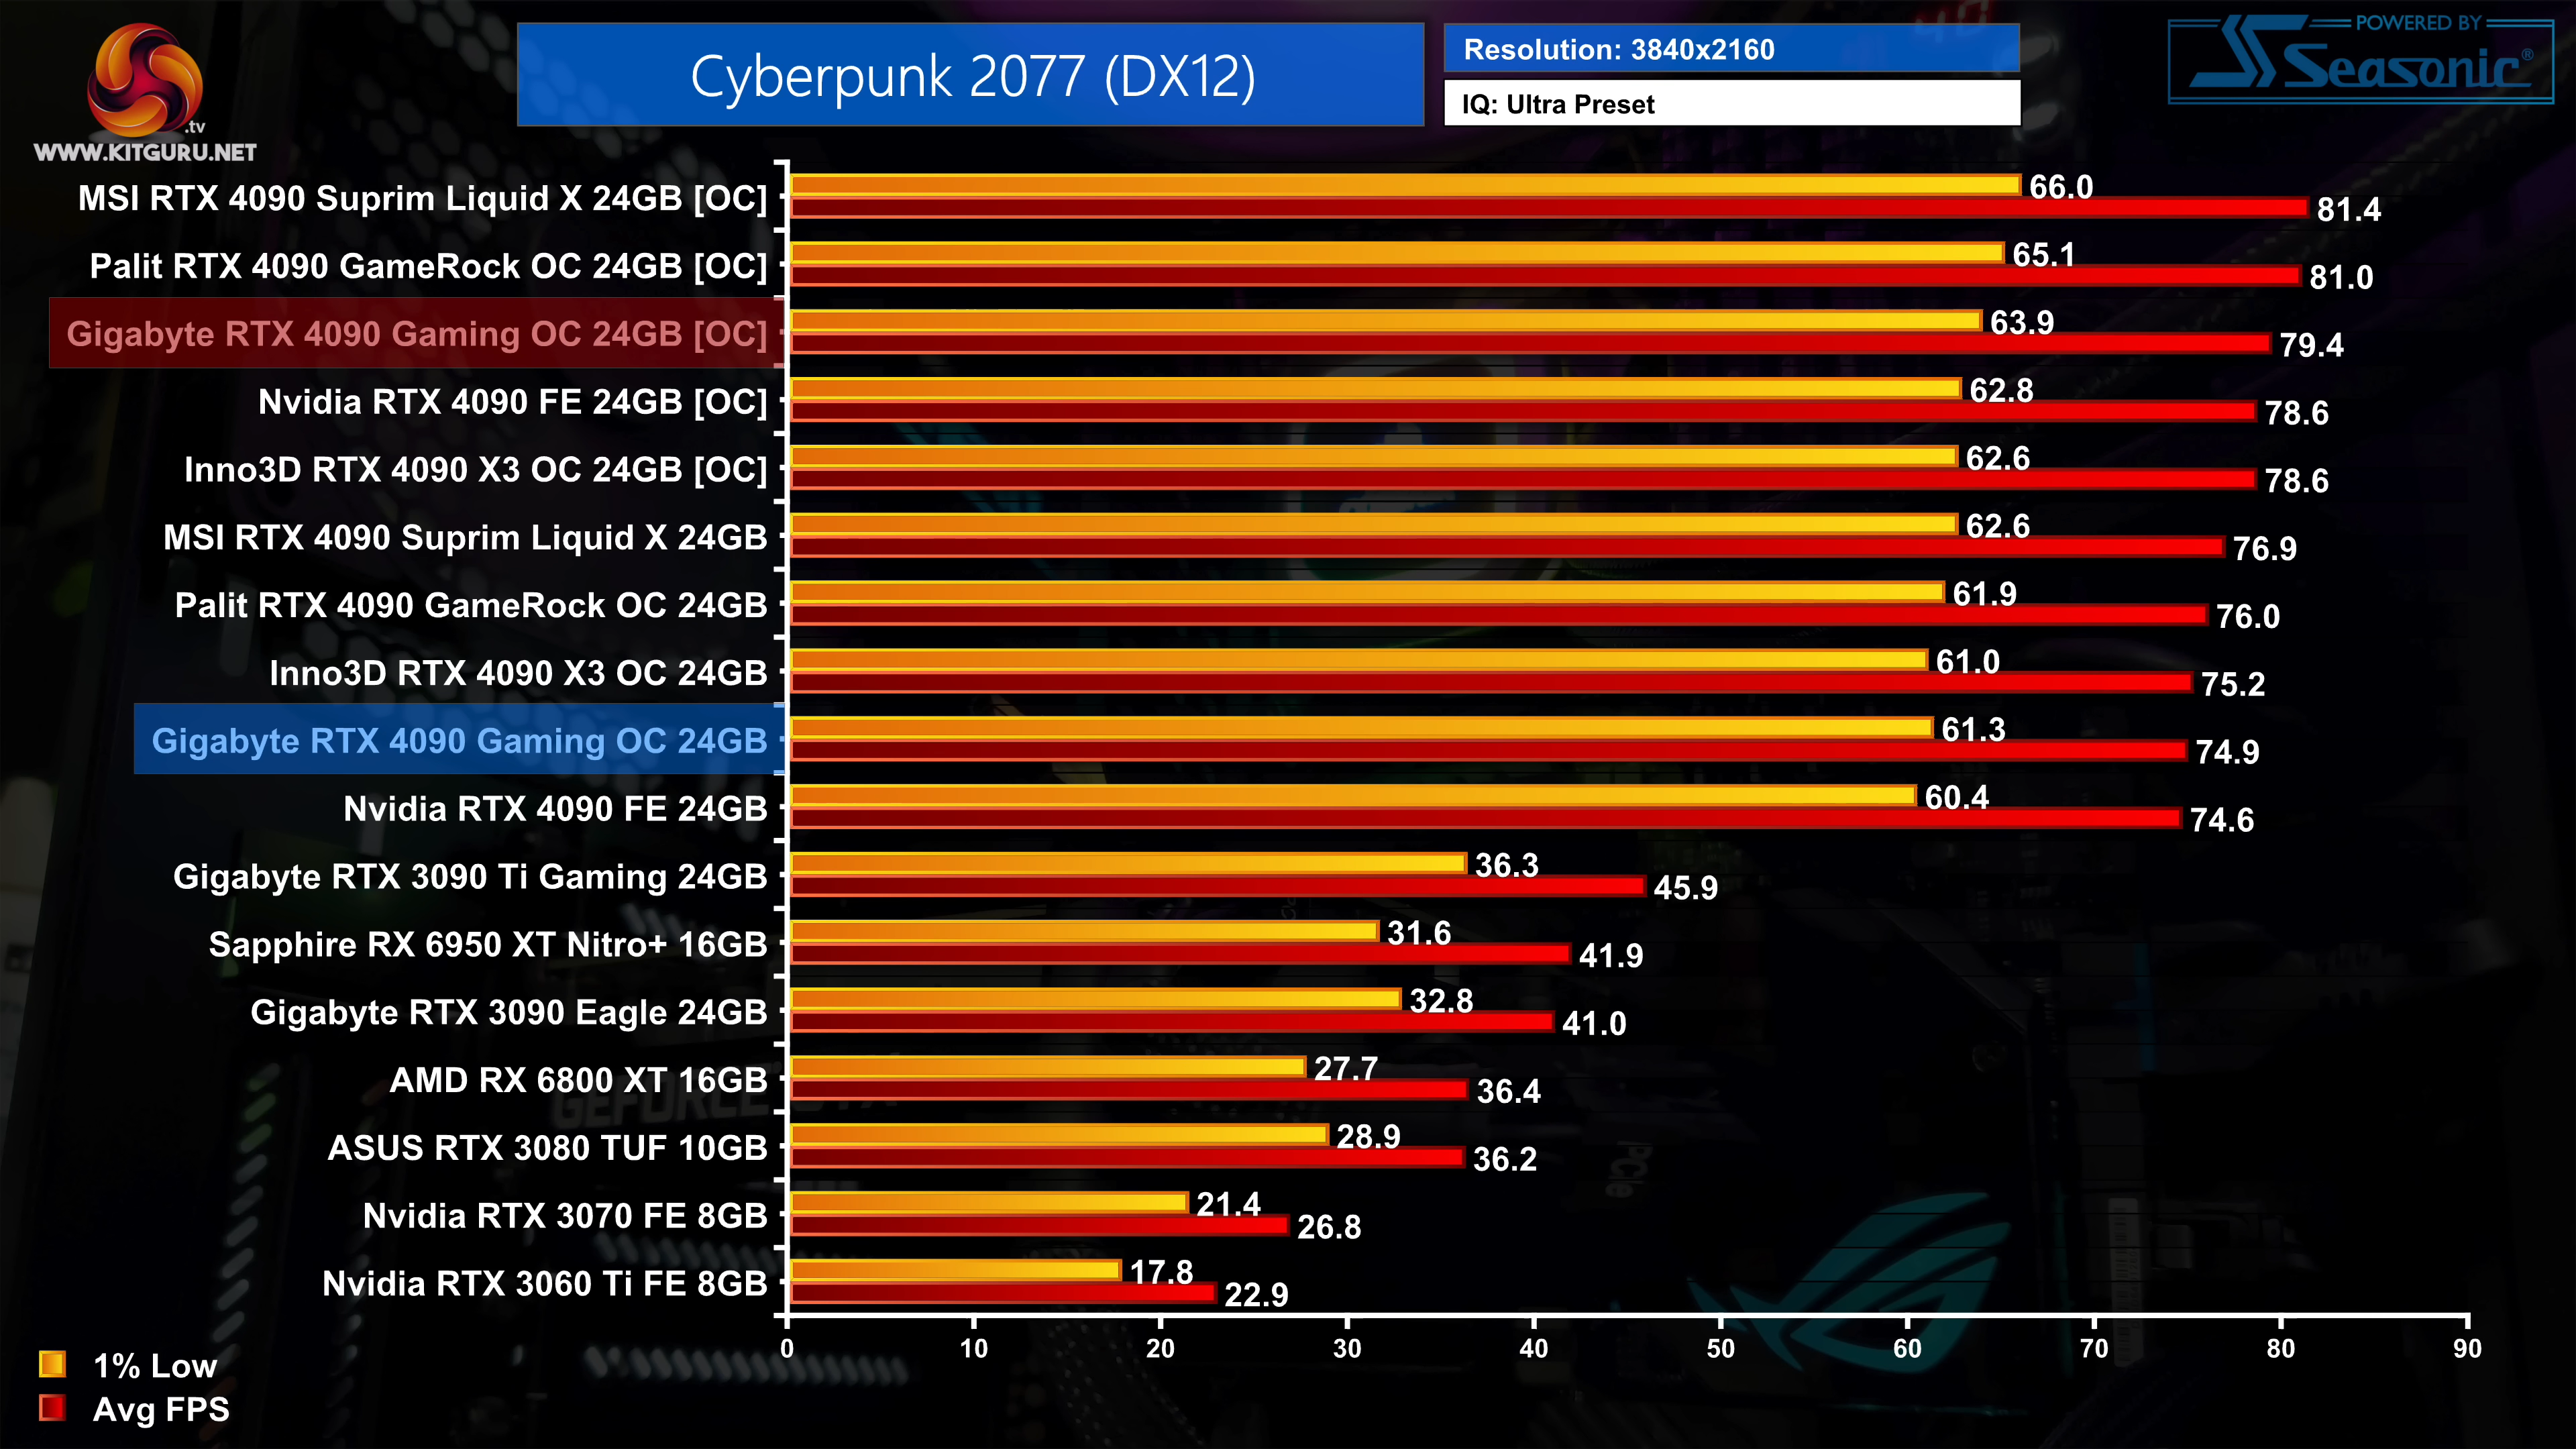 .tv
WWW.KITGURU.NET
Cyberpunk 2077 (DX12)
Resolution: 3840x2160
IQ: Ultra Preset
POWERED BY
Seasonic®
MSI RTX 4090 Suprim Liquid X 24GB [OC] 66.0 81.4
Palit RTX 4090 GameRock OC 24GB [OC] 65.1 81.0
Gigabyte RTX 4090 Gaming OC 24GB [OC] 63.9 79.4
Nvidia RTX 4090 FE 24GB [OC] 62.8 78.6
Inno3D RTX 4090 X3 OC 24GB [OC] 62.6 78.6
MSI RTX 4090 Suprim Liquid X 24GB 62.6 76.9
Palit RTX 4090 GameRock OC 24GB 61.9 76.0
Inno3D RTX 4090 X3 OC 24GB 61.0 75.2
Gigabyte RTX 4090 Gaming OC 24GB 61.3 74.9
Nvidia RTX 4090 FE 24GB 60.4 74.6
Gigabyte RTX 3090 Ti Gaming 24GB 36.3 45.9
Sapphire RX 6950 XT Nitro+ 16GB 31.6 41.9
Gigabyte RTX 3090 Eagle 24GB 32.8 41.0
AMD RX 6800 XT 16GB 27.7 36.4
ASUS RTX 3080 TUF 10GB 28.9 36.2
Nvidia RTX 3070 FE 8GB 21.4 26.8
Nvidia RTX 3060 Ti FE 8GB 17.8 22.9
0 10 20 30 40 50 60 70 80 90
1% Low
Avg FPS